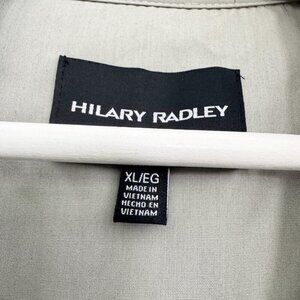 HILARY RADLEY
XL/EG
MADE IN
VIETNAM
HECHO EN
VIETNAM